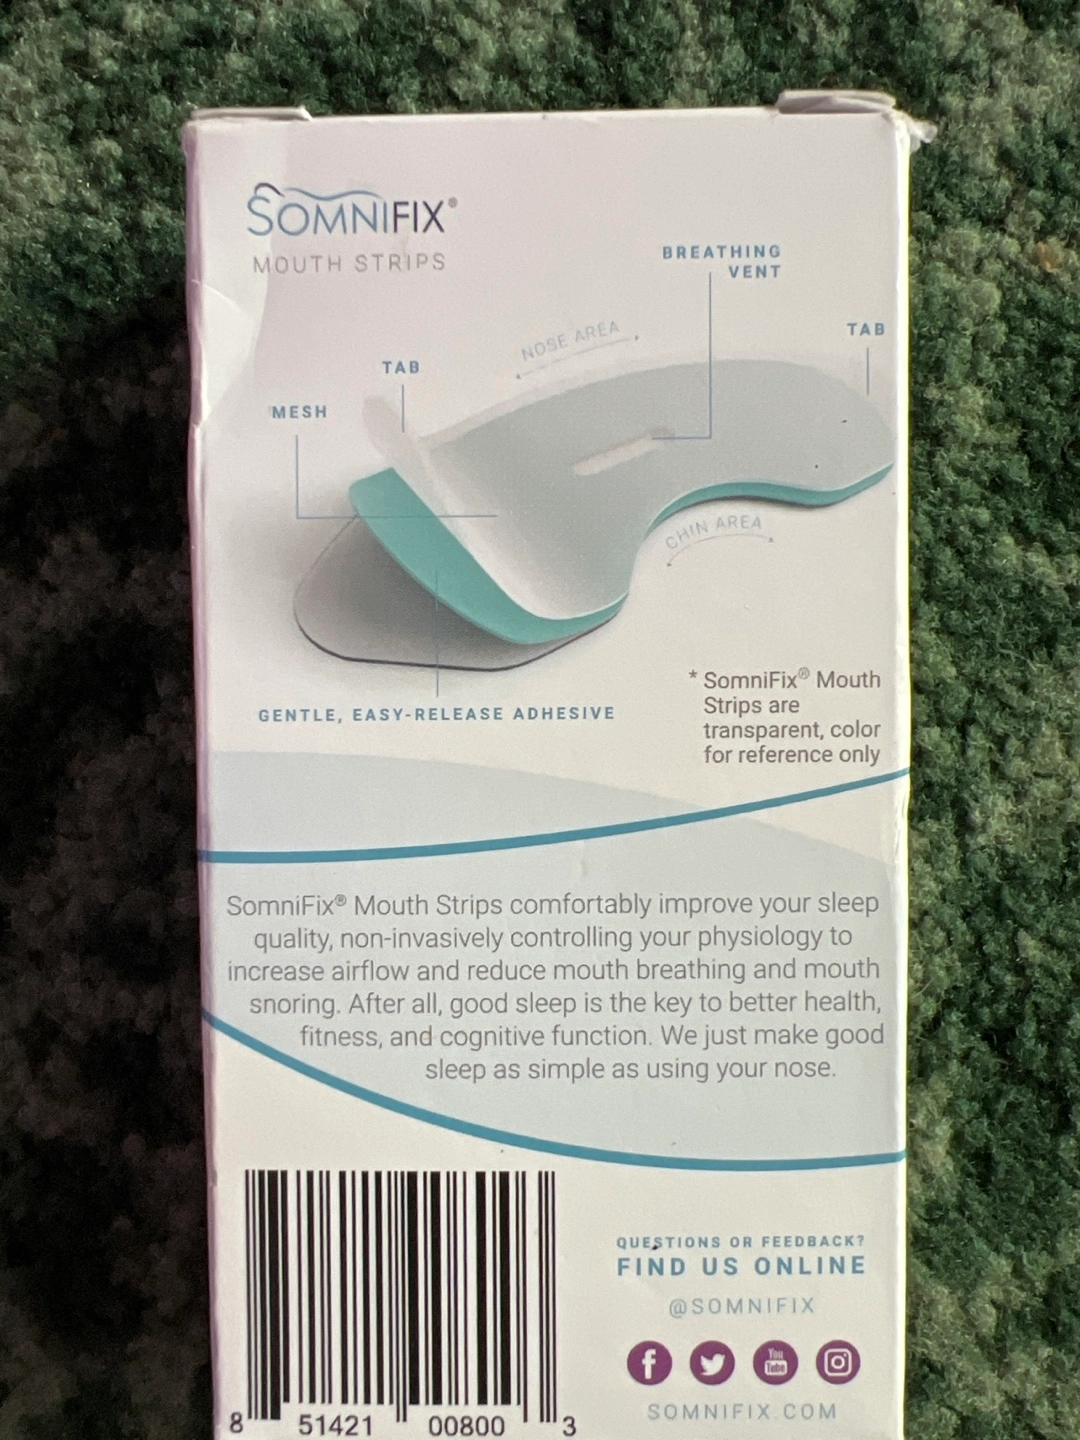 SOMNIFIX®
MOUTH STRIPS
BREATHING
VENT
TAB
NOSE AREA
TAB
MESH
CHIN AREA
GENTLE, EASY-RELEASE ADHESIVE
* SomniFix® Mouth
Strips are
transparent, color
for reference only
SomniFix® Mouth Strips comfortably improve your sleep
quality, non-invasively controlling your physiology to
increase airflow and reduce mouth breathing and mouth
snoring. After all, good sleep is the key to better health,
fitness, and cognitive function. We just make good
sleep as simple as using your nose.
QUESTIONS OR FEEDBACK?
FIND US ONLINE
@SOMNIFIX
You
Tube
SOMNIFIX.COM
8 51421 00800 3